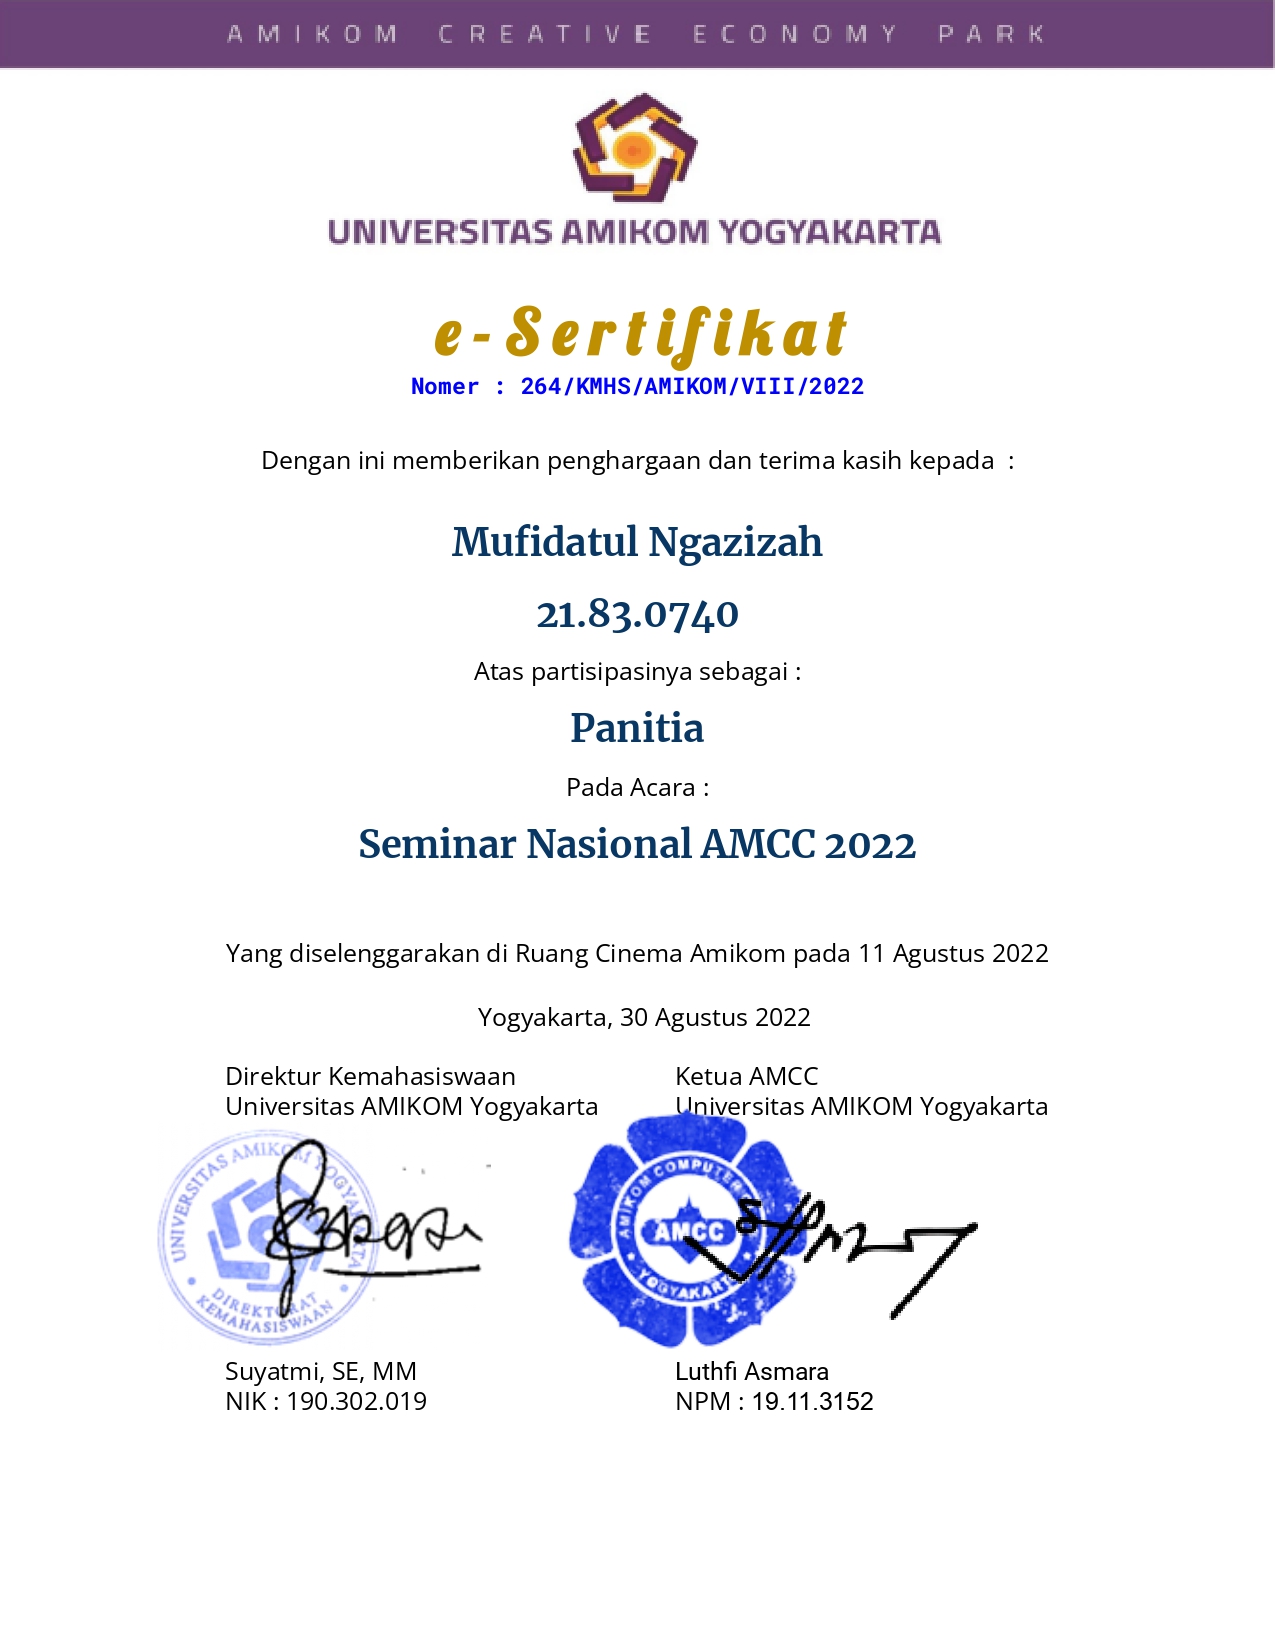 AMIKOM CREATIVE ECONOMY PARK
UNIVERSITAS AMIKOM YOGYAKARTA
e-Sertifikat
Nomer : 264/KMHS/AMIKOM/VIII/2022
Dengan ini memberikan penghargaan dan terima kasih kepada :
Mufidatul Ngazizah
21.83.0740
Atas partisipasinya sebagai :
Panitia
Pada Acara :
Seminar Nasional AMCC 2022
Yang diselenggarakan di Ruang Cinema Amikom pada 11 Agustus 2022
Yogyakarta, 30 Agustus 2022
Direktur Kemahasiswaan
Universitas AMIKOM Yogyakarta
Ketua AMCC
Universitas AMIKOM Yogyakarta
UNIVERSITAS AMIKOM YOGYAKARTA
DIREKTORAT
KEMAHASISWAAN
AMIKOM COMPUTER
AMCC
YOGYAKARTA
Suyatmi, SE, MM
NIK : 190.302.019
Luthfi Asmara
NPM : 19.11.3152